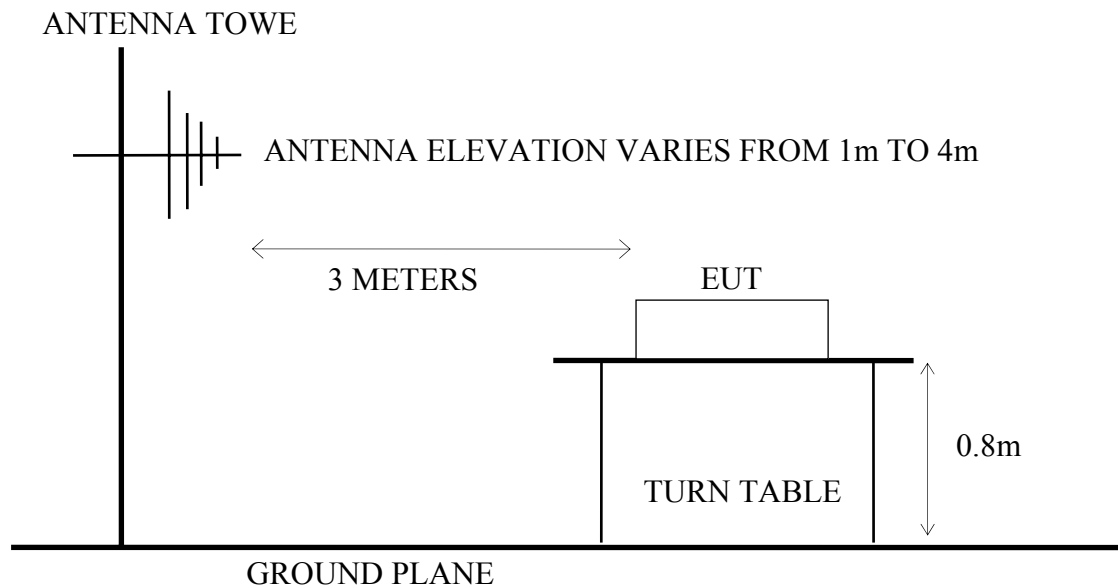 ANTENNA TOWE
ANTENNA ELEVATION VARIES FROM 1m TO 4m
3 METERS
EUT
0.8m
TURN TABLE
GROUND PLANE